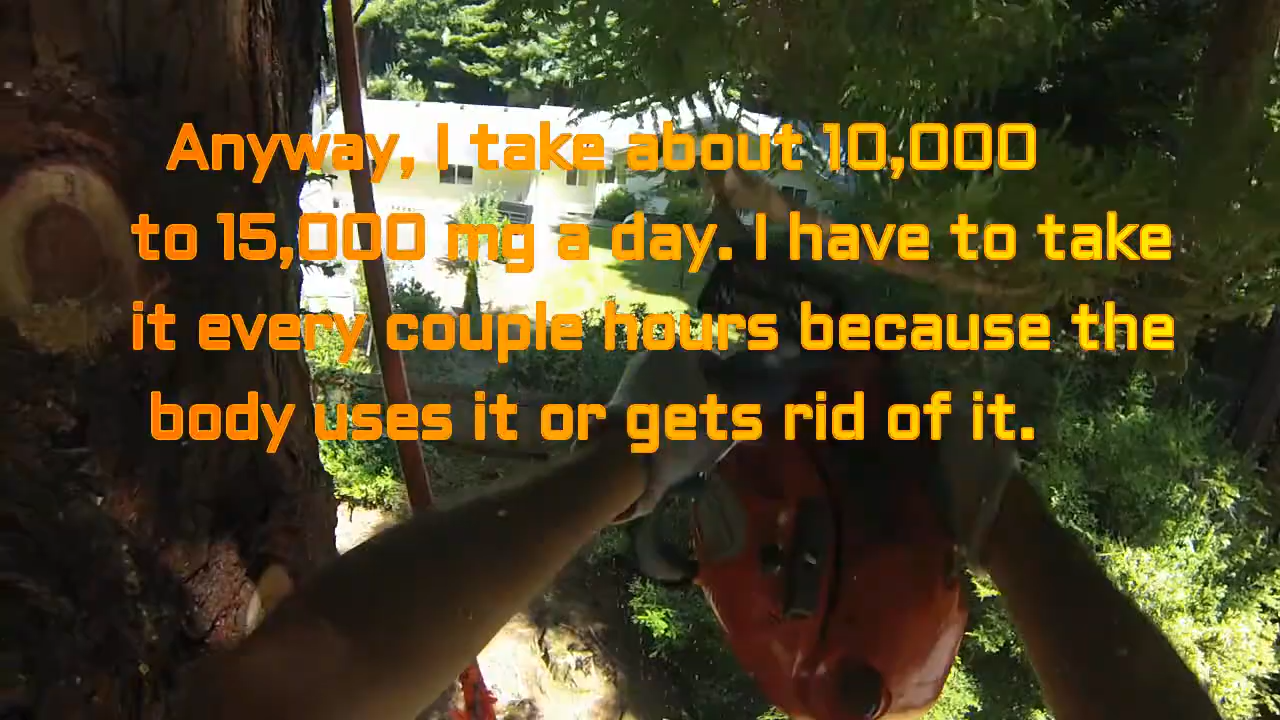 Anyway, I take about 10,000
to 15,000 mg a day. I have to take
it every couple hours because the
body uses it or gets rid of it.